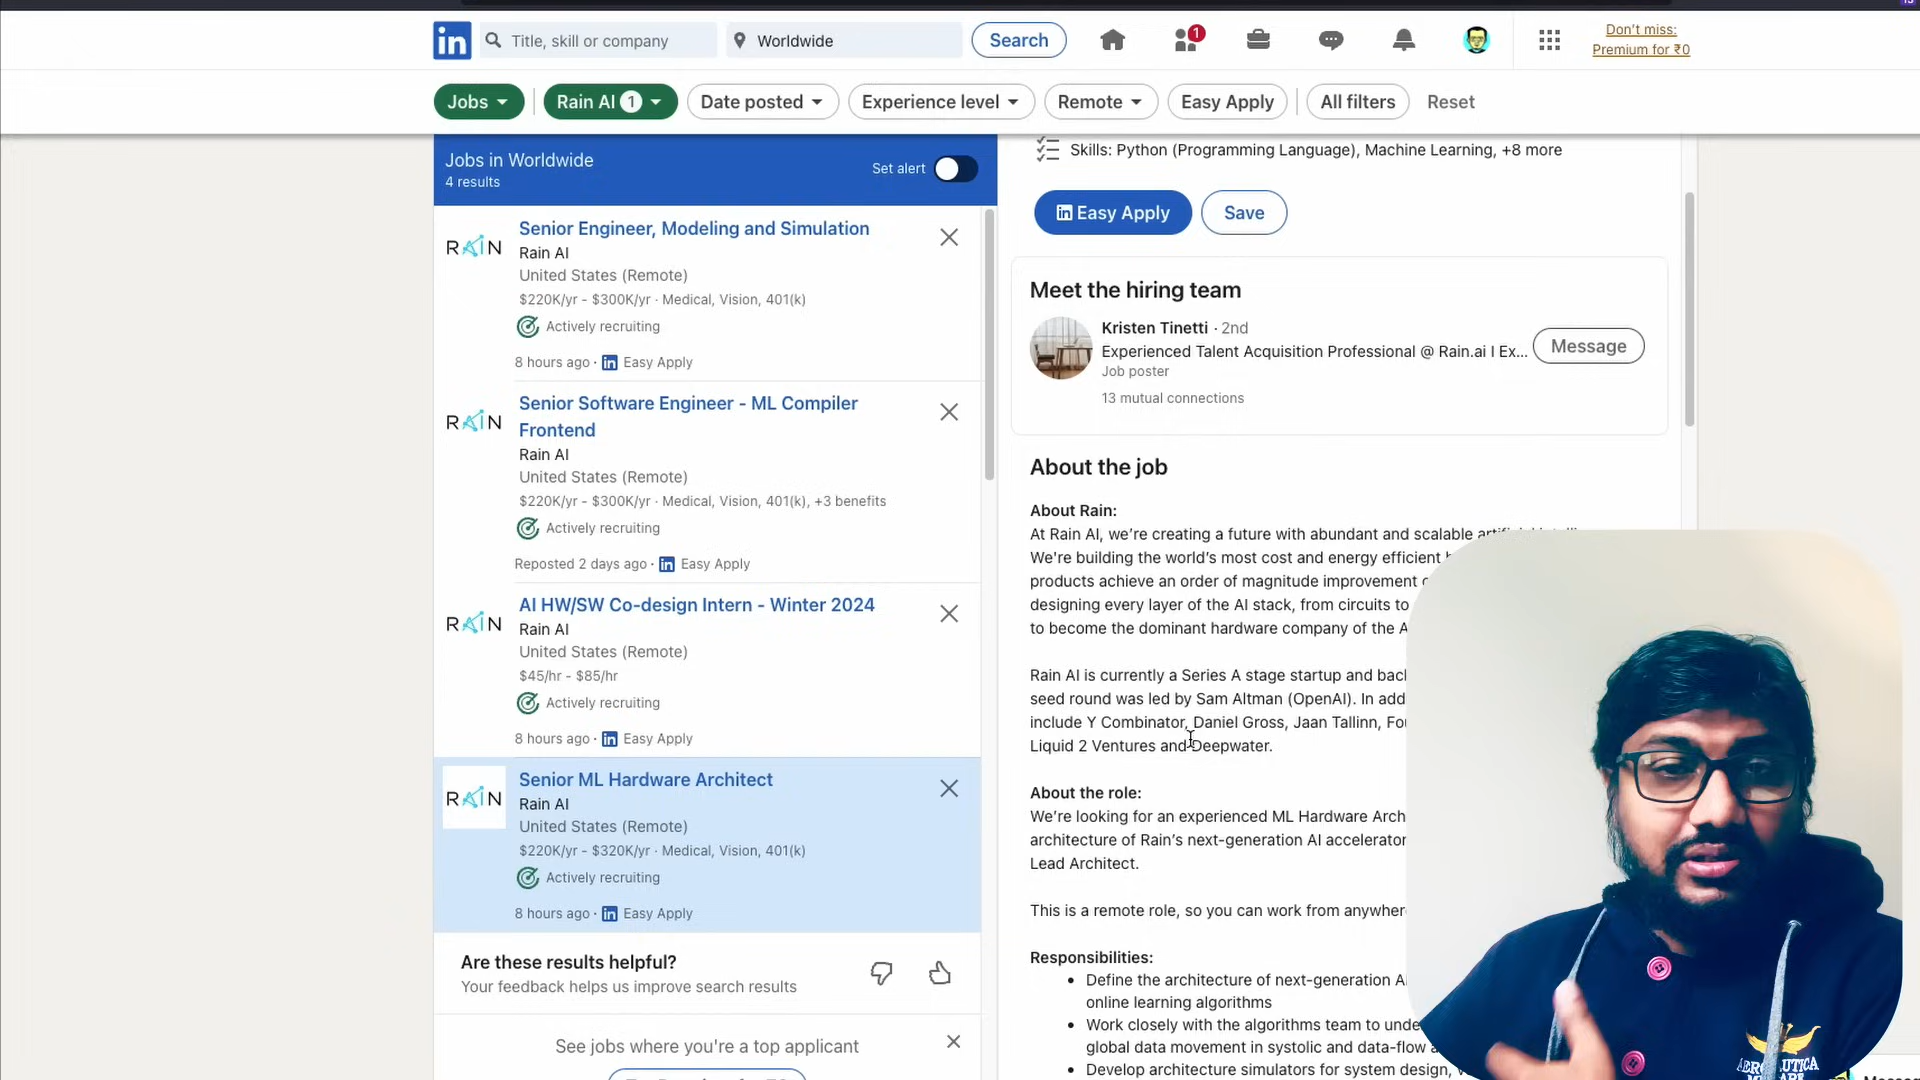 in
Title, skill or company
Worldwide
Search
1
Don't miss:
Premium for ₹0
Jobs
Rain AI 1
Date posted
Experience level
Remote
Easy Apply
All filters
Reset
Jobs in Worldwide
4 results
Set alert
RAIN
Senior Engineer, Modeling and Simulation
Rain AI
United States (Remote)
$220K/yr - $300K/yr · Medical, Vision, 401(k)
Actively recruiting
8 hours ago · in Easy Apply
RAIN
Senior Software Engineer - ML Compiler
Frontend
Rain AI
United States (Remote)
$220K/yr - $300K/yr · Medical, Vision, 401(k), +3 benefits
Actively recruiting
Reposted 2 days ago · in Easy Apply
RAIN
AI HW/SW Co-design Intern - Winter 2024
Rain AI
United States (Remote)
$45/hr - $85/hr
Actively recruiting
8 hours ago · in Easy Apply
RAIN
Senior ML Hardware Architect
Rain AI
United States (Remote)
$220K/yr - $320K/yr · Medical, Vision, 401(k)
Actively recruiting
8 hours ago · in Easy Apply
Are these results helpful?
Your feedback helps us improve search results
See jobs where you're a top applicant
Skills: Python (Programming Language), Machine Learning, +8 more
in Easy Apply
Save
Meet the hiring team
Kristen Tinetti · 2nd
Experienced Talent Acquisition Professional @ Rain.ai I Ex...
Job poster
13 mutual connections
Message
About the job
About Rain:
At Rain AI, we're creating a future with abundant and scalable
We're building the world's most cost and energy efficient
products achieve an order of magnitude improvement
designing every layer of the AI stack, from circuits to
to become the dominant hardware company of the
Rain AI is currently a Series A stage startup and
seed round was led by Sam Altman (OpenAI). In
include Y Combinator, Daniel Gross, Jaan Tallinn,
Liquid 2 Ventures and Deepwater.
About the role:
We're looking for an experienced ML Hardware
architecture of Rain's next-generation AI
Lead Architect.
This is a remote role, so you can work from
Responsibilities:
• Define the architecture of next-generation
online learning algorithms
• Work closely with the algorithms team to
global data movement in systolic and data-flow
• Develop architecture simulators for system design,